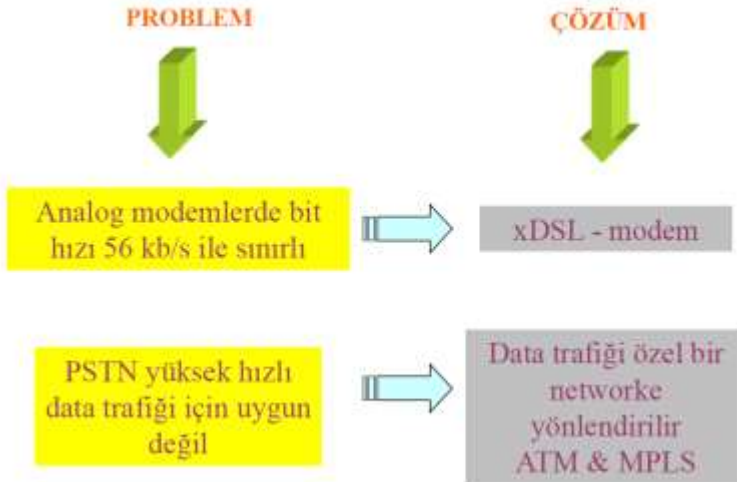 PROBLEM
ÇÖZÜM
Analog modemlerde bit
hızı 56 kb/s ile sınırlı
xDSL - modem
PSTN yüksek hızlı
data trafiği için uygun
değil
Data trafiği özel bir
networke
yönlendirilir
ATM & MPLS